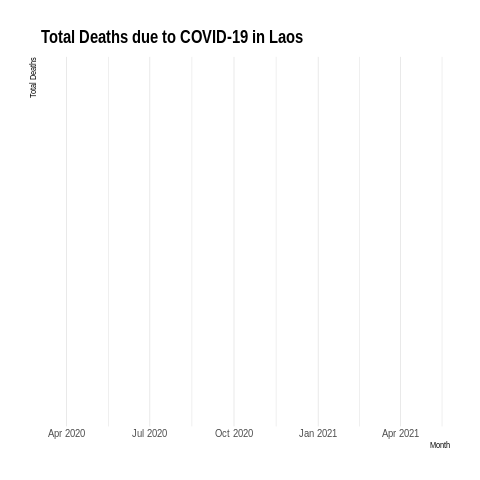 Total Deaths due to COVID-19 in Laos
Total Deaths
Apr 2020
Jul 2020
Oct 2020
Jan 2021
Apr 2021
Month